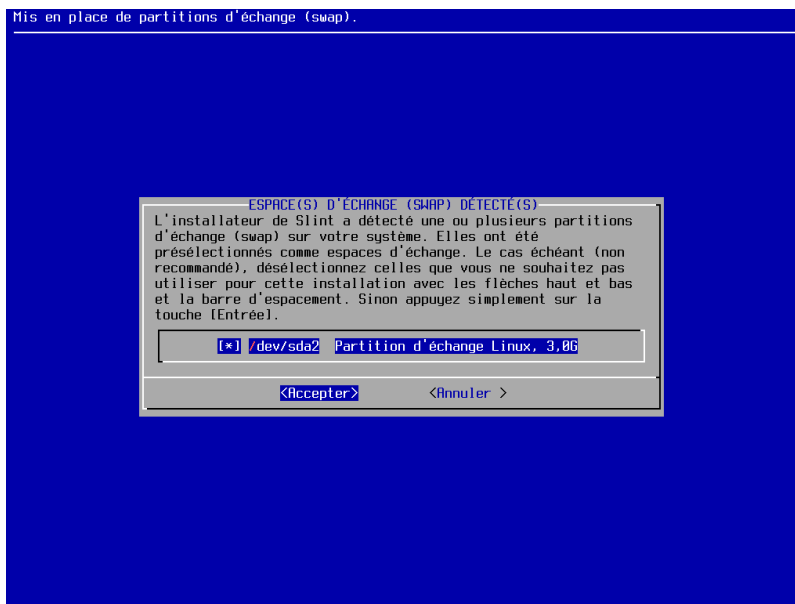 Mis en place de partitions d'échange (swap).
ESPACE(S) D'ÉCHANGE (SWAP) DÉTECTÉ(S)
L'installateur de Slint a détecté une ou plusieurs partitions
d'échange (swap) sur votre système. Elles ont été
présélectionnés comme espaces d'échange. Le cas échéant (non
recommandé), désélectionnez celles que vous ne souhaitez pas
utiliser pour cette installation avec les flèches haut et bas
et la barre d'espacement. Sinon appuyez simplement sur la
touche [Entrée].
[*] /dev/sda2 Partition d'échange Linux, 3,0G
<Accepter> <Annuler >